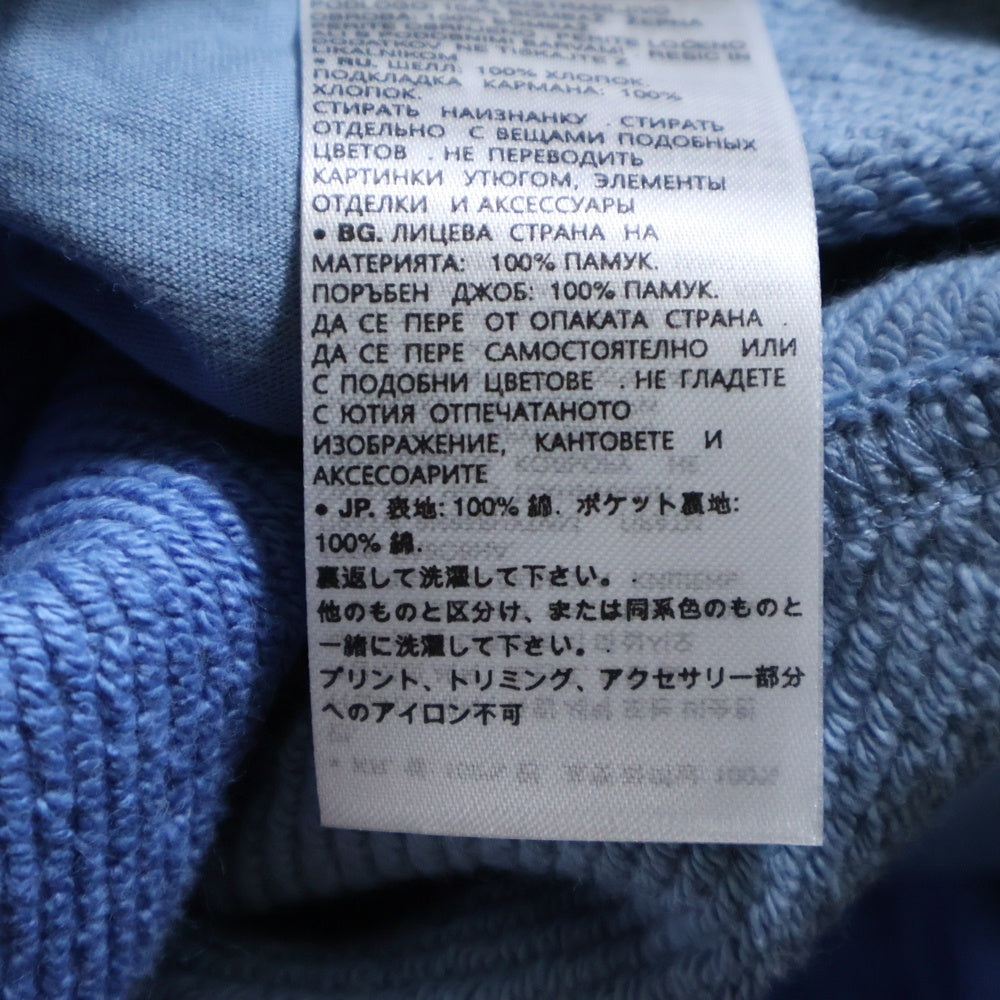 LIKALNIKOM
• RU. ШЕЛЛ: 100% ХЛОПОК
ПОДКЛАДКА КАРМАНА: 100%
ХЛОПОК.
СТИРАТЬ НАИЗНАНКУ . СТИРАТЬ
ОТДЕЛЬНО С ВЕЩАМИ ПОДОБНЫХ
ЦВЕТОВ . НЕ ПЕРЕВОДИТЬ
КАРТИНКИ УТЮГОМ, ЭЛЕМЕНТЫ
ОТДЕЛКИ И АКСЕССУАРЫ
• BG. ЛИЦЕВА СТРАНА НА
МАТЕРИЯТА: 100% ПАМУК.
ПОРЪБЕН ДЖОБ: 100% ПАМУК.
ДА СЕ ПЕРЕ ОТ ОПАКАТА СТРАНА .
ДА СЕ ПЕРЕ САМОСТОЯТЕЛНО ИЛИ
С ПОДОБНИ ЦВЕТОВЕ . НЕ ГЛАДЕТЕ
С ЮТИЯ ОТПЕЧАТАНОТО
ИЗОБРАЖЕНИЕ, КАНТОВЕТЕ И
АКСЕСОАРИТЕ
• JP. 表地: 100% 綿. ポケット裏地:
100% 綿.
裏返して洗濯して下さい。
他のものと区分け、または同系色のものと
一緒に洗濯して下さい。.
プリント、トリミング、アクセサリー部分
へのアイロン不可